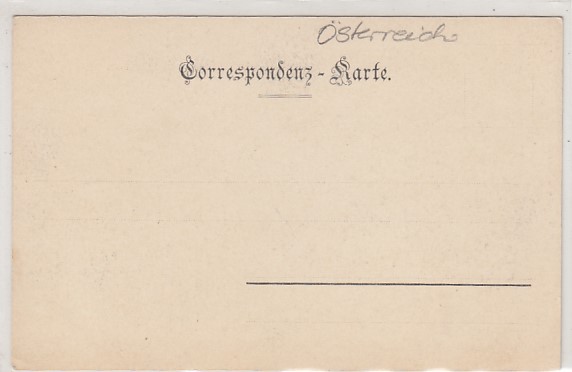 Österreich
Correspondenz-Karte.